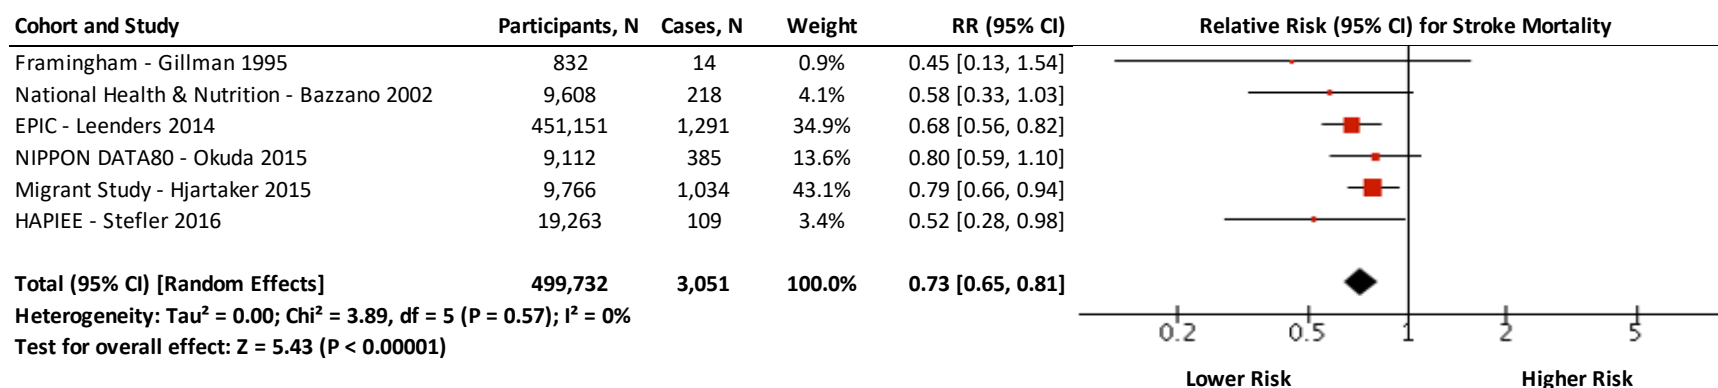 Cohort and Study Participants, N Cases, N Weight RR (95% CI) Relative Risk (95% CI) for Stroke Mortality
Framingham - Gillman 1995 832 14 0.9% 0.45 [0.13, 1.54]
National Health & Nutrition - Bazzano 2002 9,608 218 4.1% 0.58 [0.33, 1.03]
EPIC - Leenders 2014 451,151 1,291 34.9% 0.68 [0.56, 0.82]
NIPPON DATA80 - Okuda 2015 9,112 385 13.6% 0.80 [0.59, 1.10]
Migrant Study - Hjartaker 2015 9,766 1,034 43.1% 0.79 [0.66, 0.94]
HAPIEE - Stefler 2016 19,263 109 3.4% 0.52 [0.28, 0.98]
Total (95% CI) [Random Effects] 499,732 3,051 100.0% 0.73 [0.65, 0.81]
Heterogeneity: Tau² = 0.00; Chi² = 3.89, df = 5 (P = 0.57); I² = 0%
Test for overall effect: Z = 5.43 (P < 0.00001)
0.2 0.5 1 2 5
Lower Risk Higher Risk